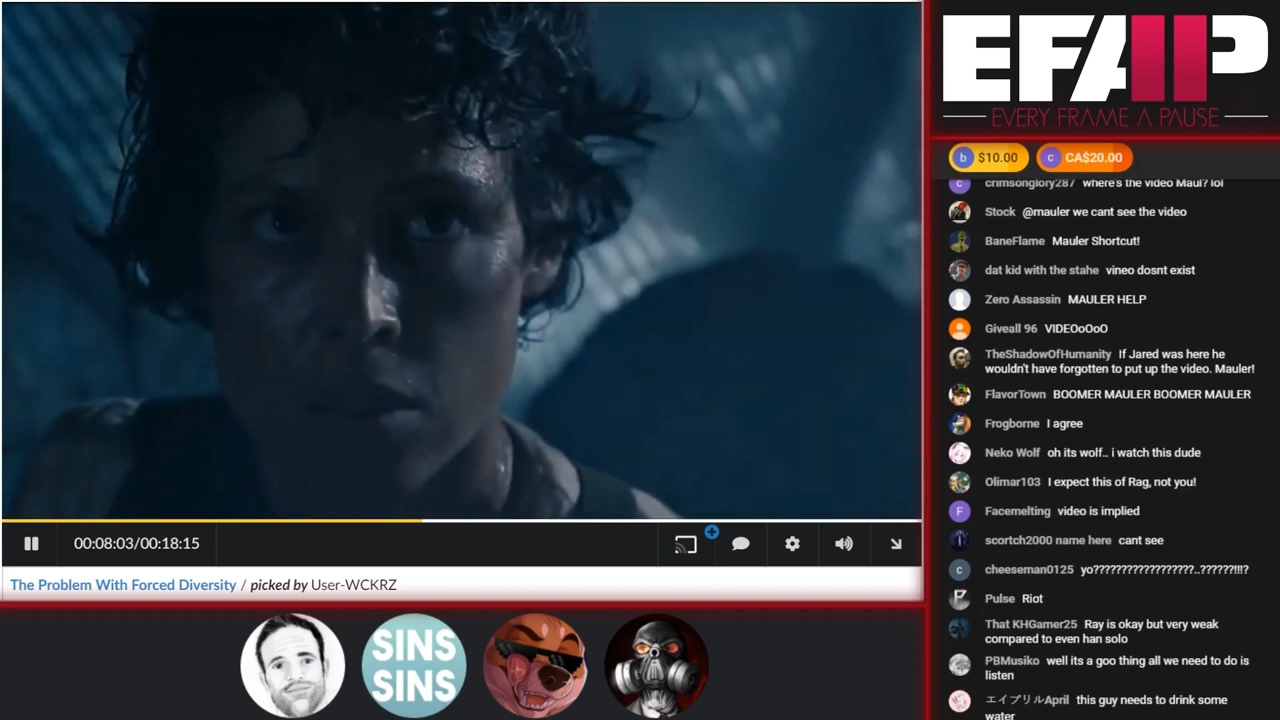 EFAP
EVERY FRAME A PAUSE
b $10.00 c CA$20.00
c crimsonglory287 where's the video Maul? lol
Stock @mauler we cant see the video
BaneFlame Mauler Shortcut!
dat kid with the stahe vineo dosnt exist
Zero Assassin MAULER HELP
Giveall 96 VIDEOoOoO
TheShadowOfHumanity If Jared was here he
wouldn't have forgotten to put up the video. Mauler!
FlavorTown BOOMER MAULER BOOMER MAULER
Frogborne I agree
Neko Wolf oh its wolf.. i watch this dude
Olimar103 I expect this of Rag, not you!
F Facemelting video is implied
scortch2000 name here cant see
c cheeseman0125 yo??????????????????..??????!!!?
Pulse Riot
That KHGamer25 Ray is okay but very weak
compared to even han solo
PBMusiko well its a goo thing all we need to do is
listen
エイプリルApril this guy needs to drink some
water
00:08:03/00:18:15
The Problem With Forced Diversity / picked by User-WCKRZ
SINS
SINS